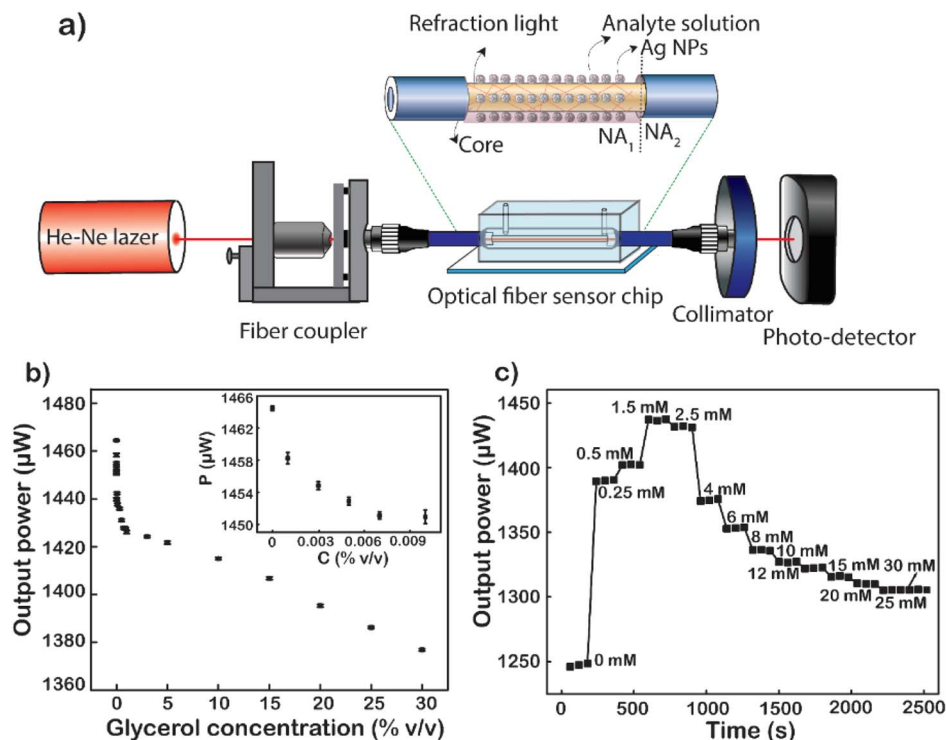 a)
Refraction light
Analyte solution
Ag NPs
Core
NA1
NA2
He-Ne lazer
Fiber coupler
Optical fiber sensor chip
Collimator
Photo-detector
b)
Output power (µW)
1480
1460
1440
1420
1400
1380
1360
0 5 10 15 20 25 30
Glycerol concentration (% v/v)
P (µW)
1466
1462
1458
1454
1450
0 0.003 0.006 0.009
C (% v/v)
c)
Output power (µW)
1450
1400
1350
1300
1250
0 500 1000 1500 2000 2500
Time (s)
0 mM
0.25 mM
0.5 mM
1.5 mM
2.5 mM
4 mM
6 mM
8 mM
10 mM
12 mM
15 mM
20 mM
25 mM
30 mM